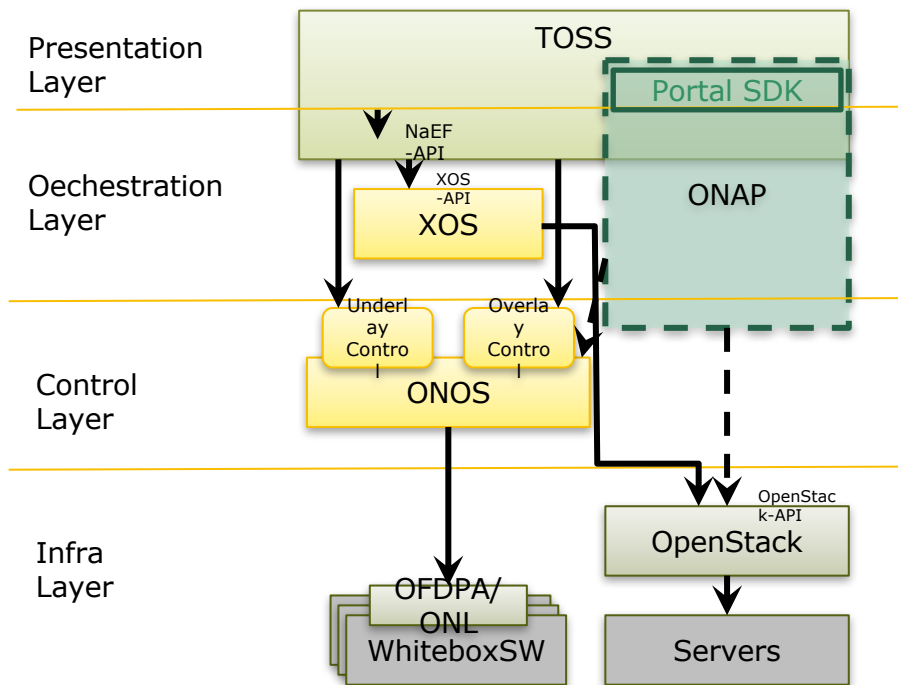 Presentation
Layer
TOSS
Portal SDK
NaEF
-API
Oechestration
Layer
XOS
-API
XOS
ONAP
Underl
ay
Contro
l
Overla
y
Contro
l
Control
Layer
ONOS
OpenStac
k-API
OpenStack
Infra
Layer
OFDPA/
ONL
WhiteboxSW
Servers